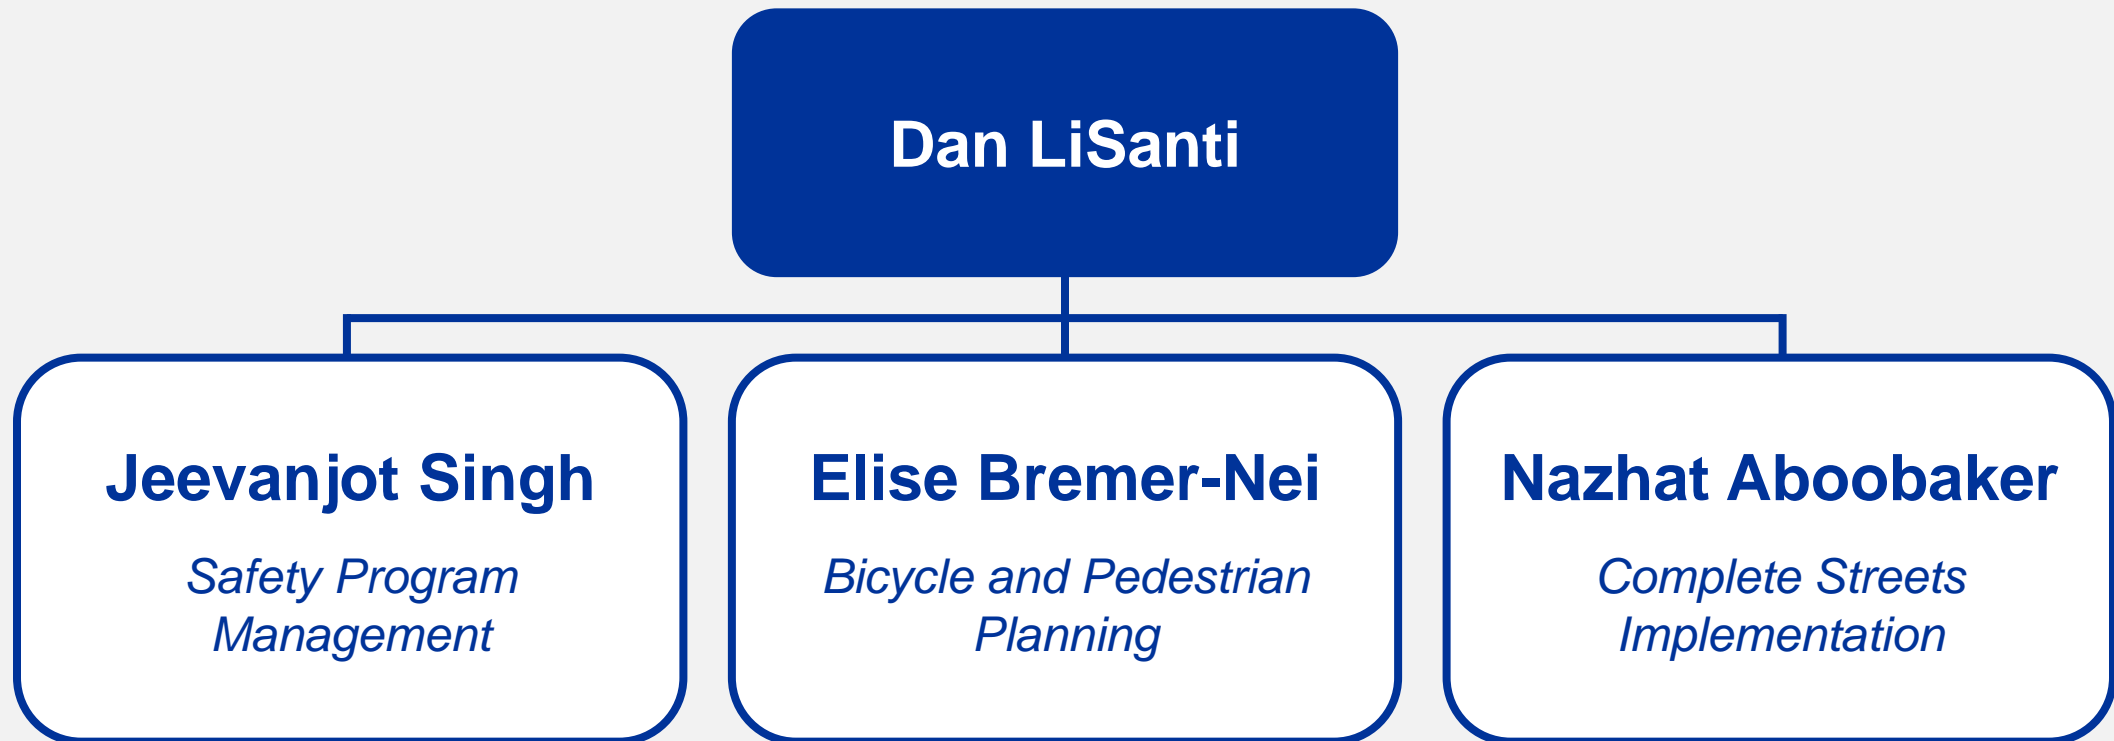 Dan LiSanti
Jeevanjot Singh
Safety Program
Management
Elise Bremer-Nei
Bicycle and Pedestrian
Planning
Nazhat Aboobaker
Complete Streets
Implementation